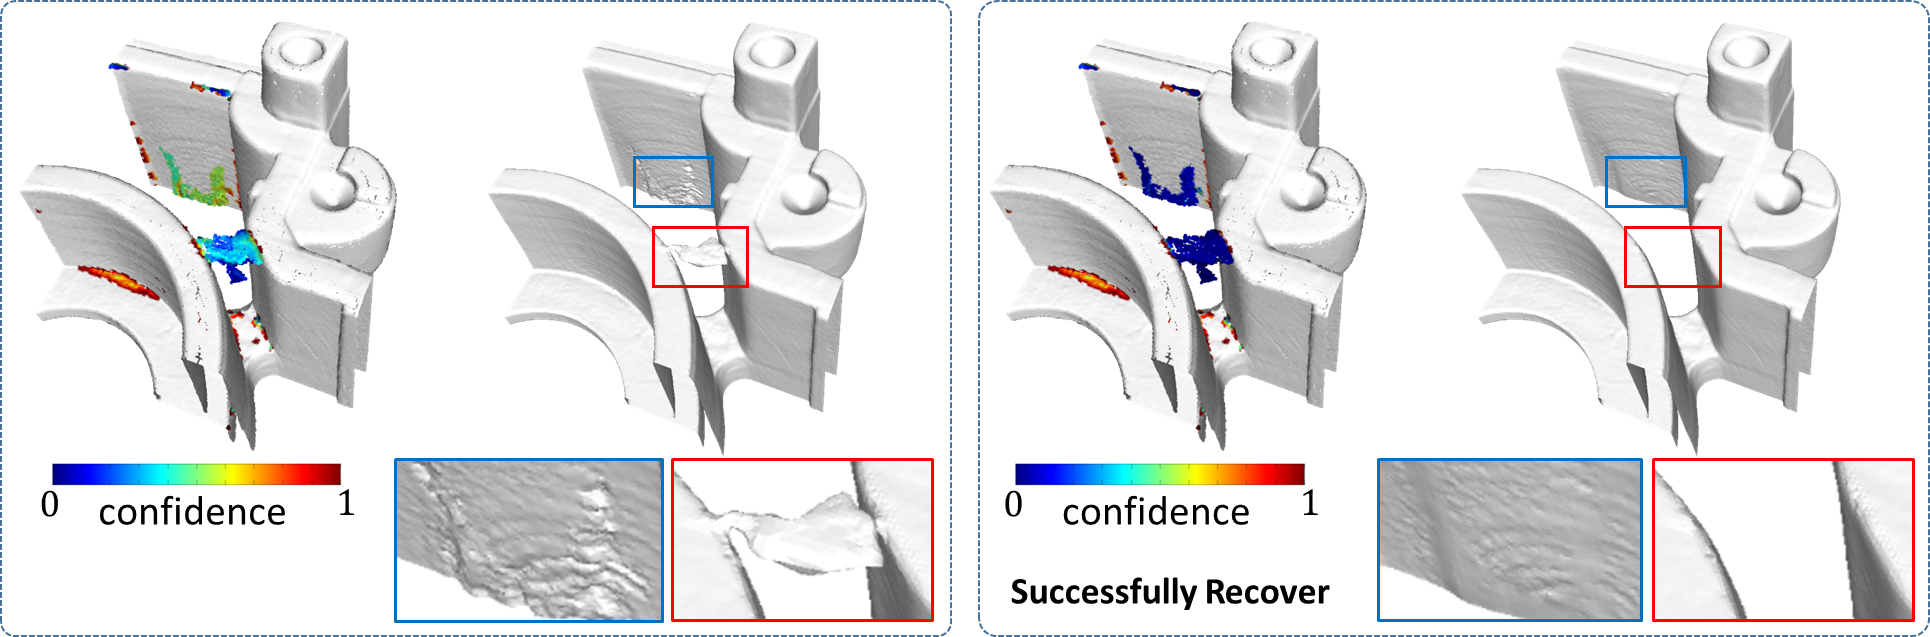 0 1
confidence
0 1
confidence
Successfully Recover